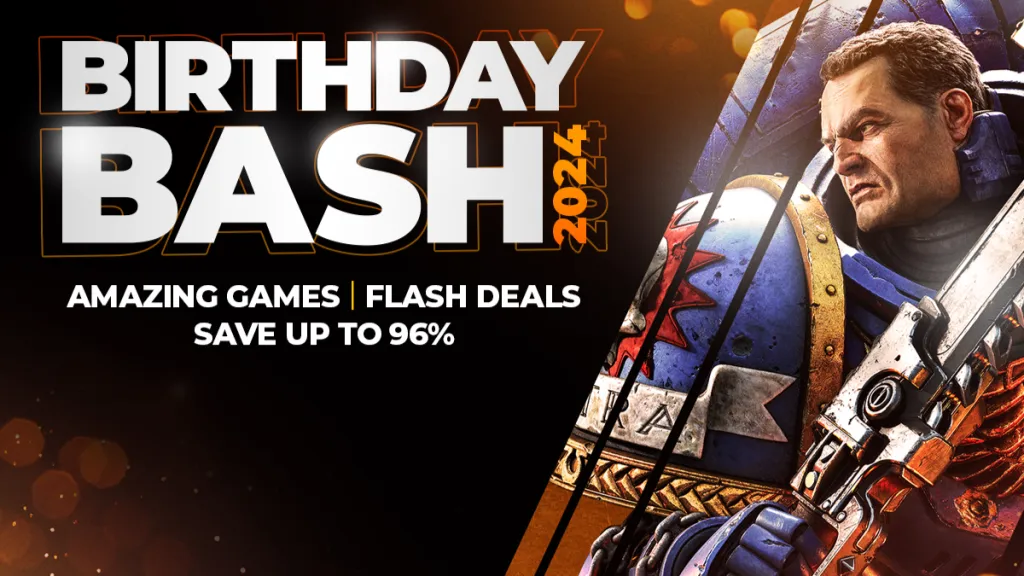 BIRTHDAY
BASH 2024
AMAZING GAMES | FLASH DEALS
SAVE UP TO 96%